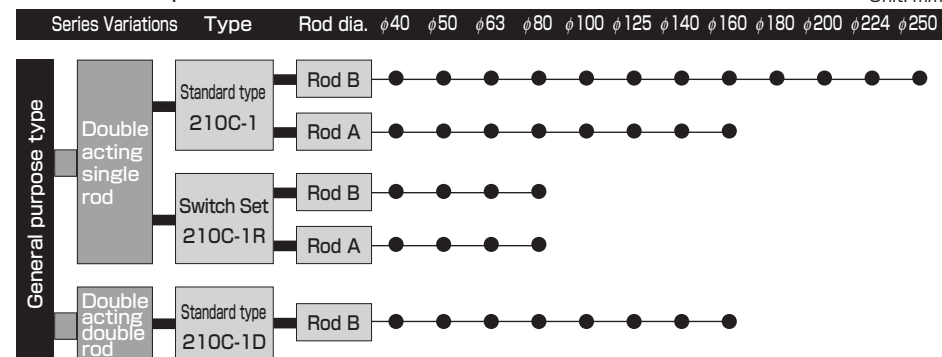 Unit: mm
Series Variations Type Rod dia. φ40 φ50 φ63 φ80 φ100 φ125 φ140 φ160 φ180 φ200 φ224 φ250
General purpose type
Double
acting
single
rod
Standard type
210C-1
Rod B
Rod A
Switch Set
210C-1R
Rod B
Rod A
Double
acting
double
rod
Standard type
210C-1D
Rod B